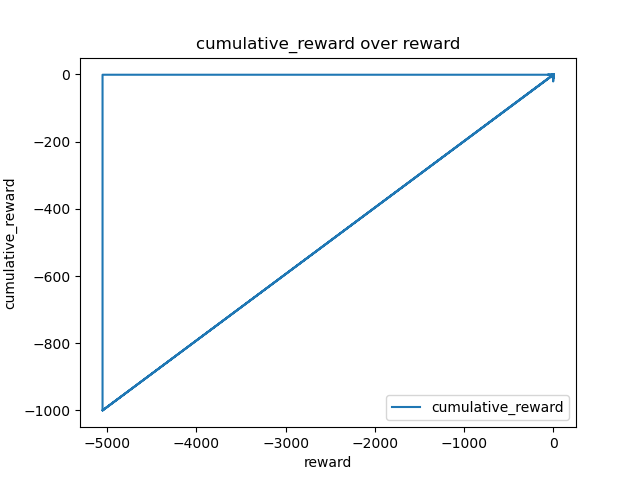 cumulative_reward over reward
0
−200
−400
−600
−800
−1000
cumulative_reward
cumulative_reward
−5000 −4000 −3000 −2000 −1000 0
reward